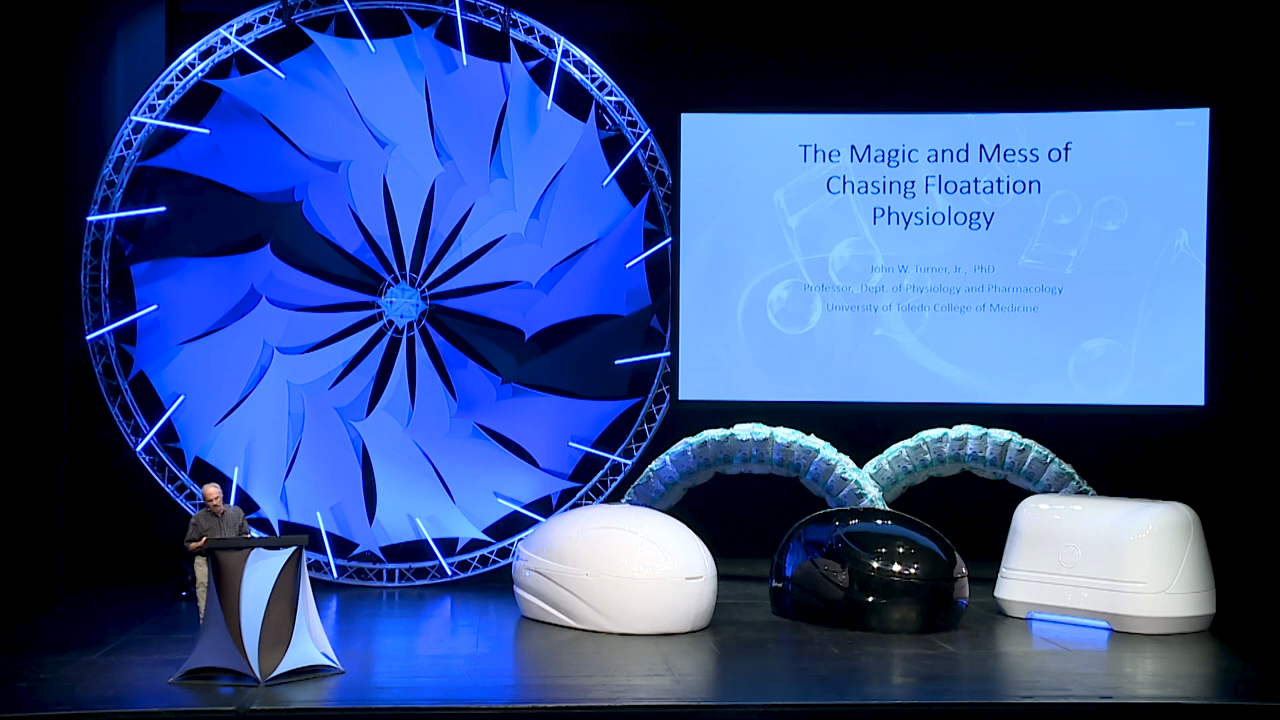 The Magic and Mess of
Chasing Floatation
Physiology
John W. Turner, Jr., PhD
Professor, Dept. of Physiology and Pharmacology
University of Toledo College of Medicine